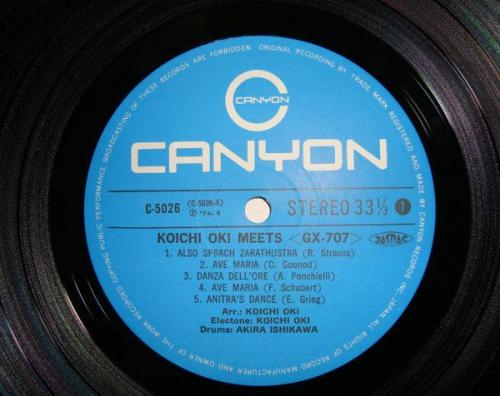 COPYING PUBLIC PERFORMANCE BROADCASTING OF THESE RECORDS ARE FORBIDDEN. ORIGINAL RECORDING BY, TRADE MARK REGISTERED AND MADE BY CANYON RECORDS, INC. JAPAN ALL RIGHTS OF RECORD MANUFACTURER AND OWNER OF THE WORK RECORDED
CANYON
CANYON
C-5026 (C-5026-A) STEREO 33⅓ 1
℗ '74.9
KOICHI OKI MEETS <GX-707> JASRAC
1. ALSO SPRACH ZARATHUSTRA (R. Strauss)
2. AVE MARIA (C. Gounod)
3. DANZA DELL'ORE (A. Ponchielli)
4. AVE MARIA (F. Schubert)
5. ANITRA'S DANCE (E. Grieg)
Arr.: KOICHI OKI
Electone: KOICHI OKI
Drums: AKIRA ISHIKAWA